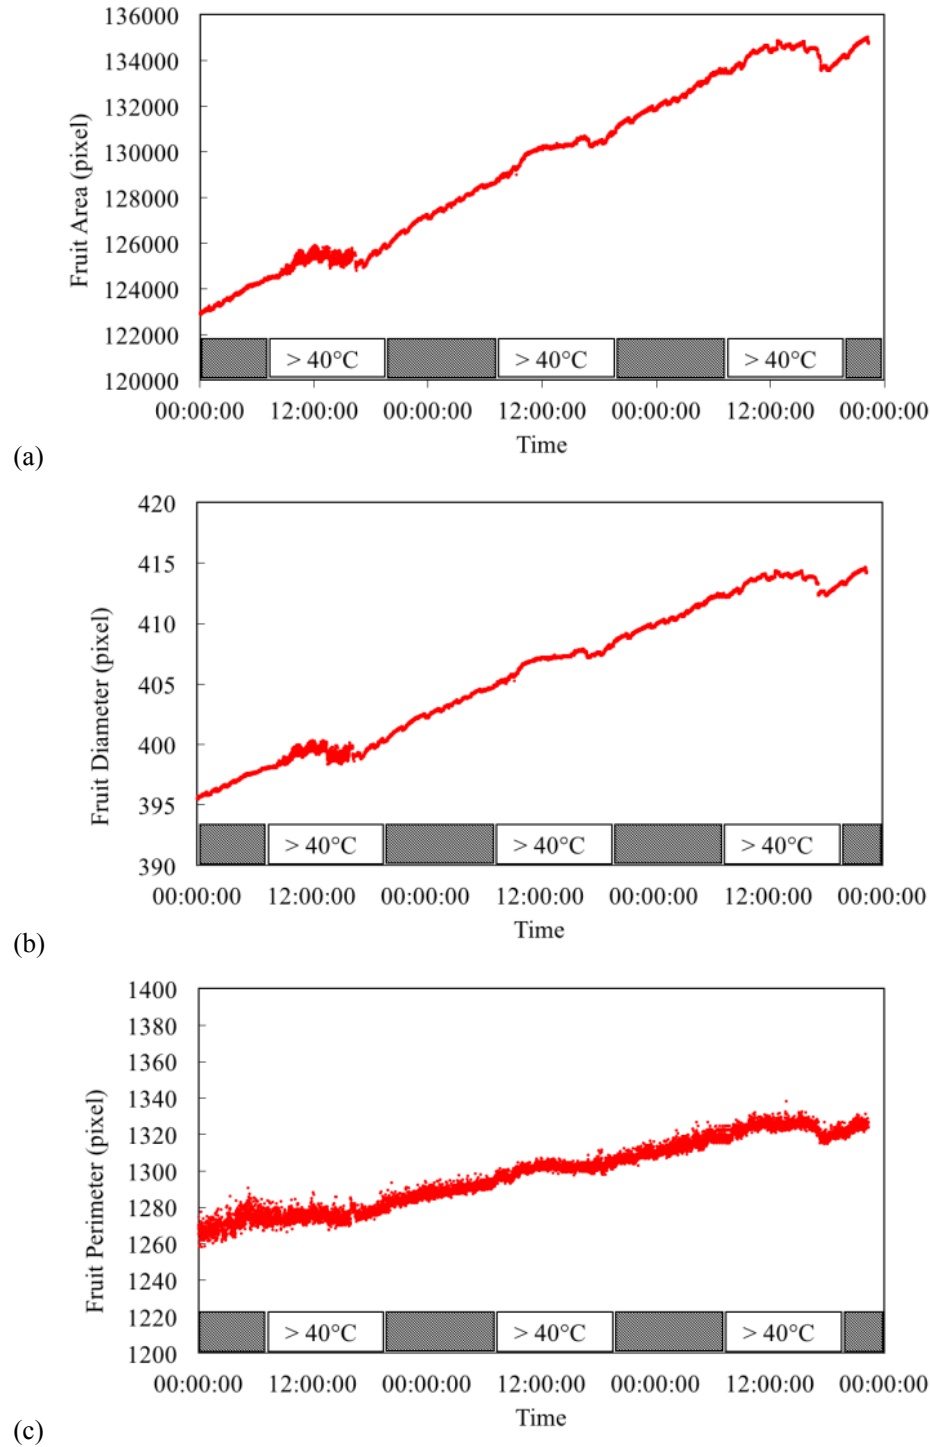 136000
134000
132000
130000
128000
126000
124000
122000
120000
Fruit Area (pixel)
> 40°C > 40°C > 40°C
00:00:00 12:00:00 00:00:00 12:00:00 00:00:00 12:00:00 00:00:00
Time
(a)
420
415
410
405
400
395
390
Fruit Diameter (pixel)
> 40°C > 40°C > 40°C
00:00:00 12:00:00 00:00:00 12:00:00 00:00:00 12:00:00 00:00:00
Time
(b)
1400
1380
1360
1340
1320
1300
1280
1260
1240
1220
1200
Fruit Perimeter (pixel)
> 40°C > 40°C > 40°C
00:00:00 12:00:00 00:00:00 12:00:00 00:00:00 12:00:00 00:00:00
Time
(c)